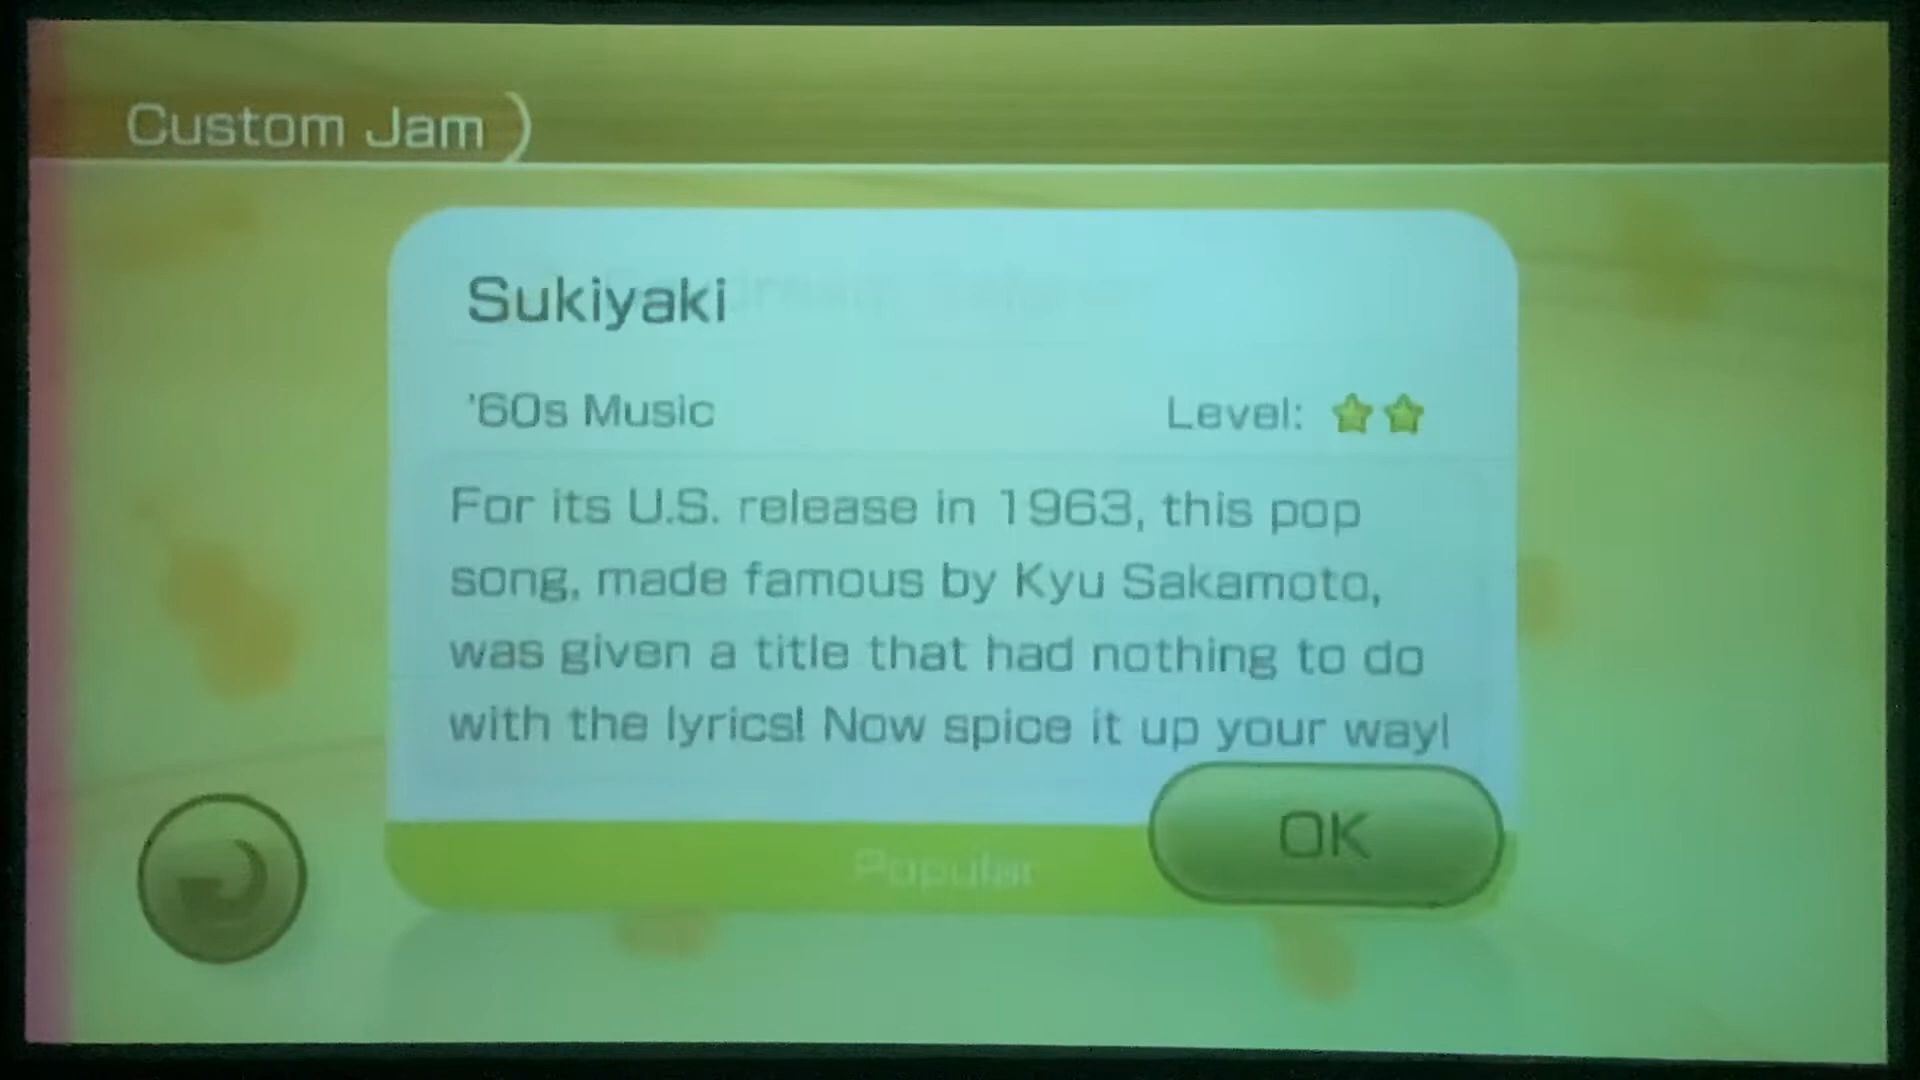 Custom Jam
Sukiyaki
'60s Music
Level:
For its U.S. release in 1963, this pop
song, made famous by Kyu Sakamoto,
was given a title that had nothing to do
with the lyrics! Now spice it up your way!
Popular
OK